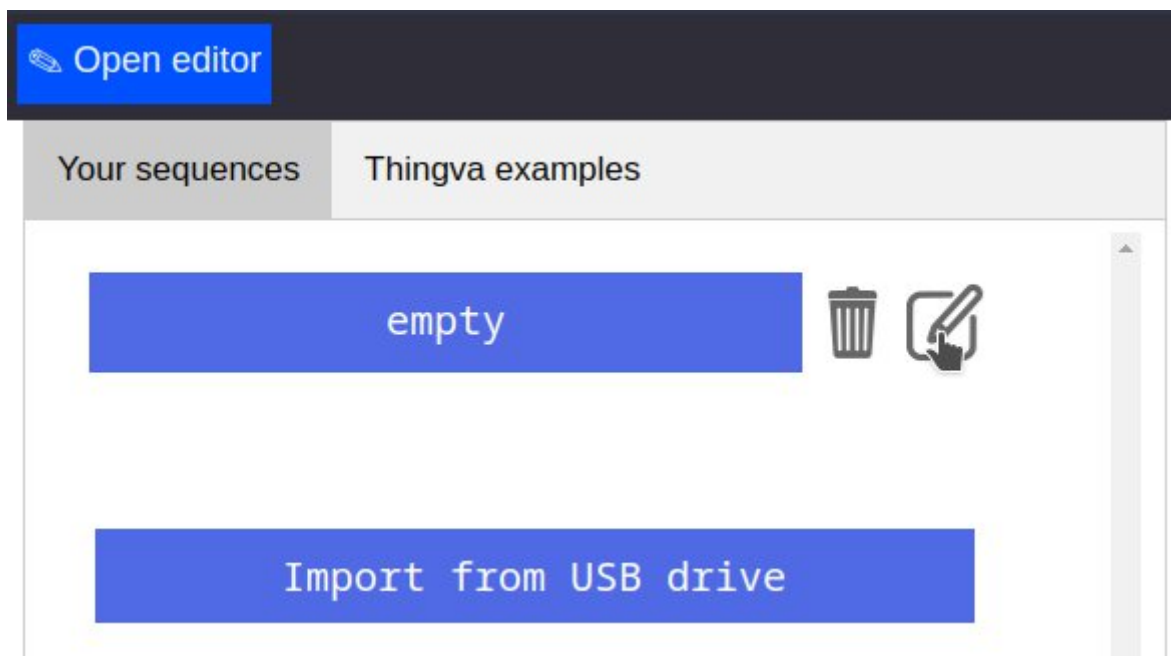 ✎ Open editor
Your sequences
Thingva examples
empty
Import from USB drive